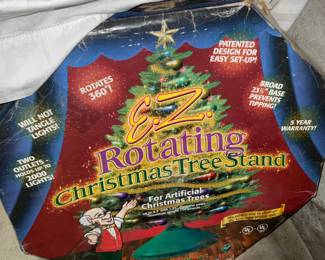 PATENTED
DESIGN FOR
EASY SET-UP!
ROTATES
360°!
BROAD
23½" BASE
PREVENTS
TIPPING!
WILL NOT
TANGLE
LIGHTS!
5 YEAR
WARRANTY!
E.Z.
Rotating
Christmas Tree Stand
TWO
OUTLETS
HOLDS UP TO
2000
LIGHTS!
For Artificial
Christmas Trees